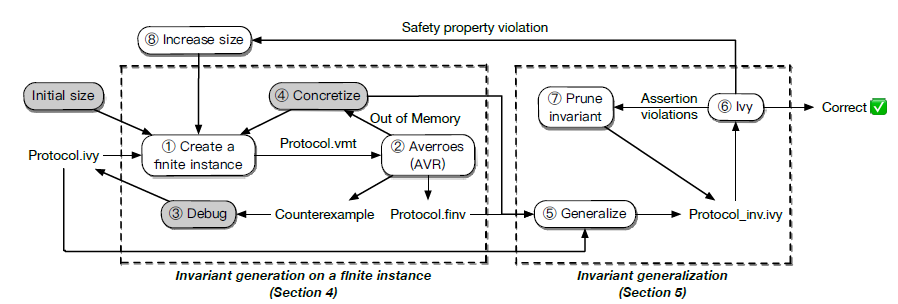 Safety property violation
⑧ Increase size
Initial size
④ Concretize
⑦ Prune
invariant
Assertion
violations
⑥ Ivy
Correct ✅
Out of Memory
Protocol.ivy
① Create a
finite instance
Protocol.vmt
② Averroes
(AVR)
③ Debug
Counterexample
Protocol.finv
⑤ Generalize
Protocol_inv.ivy
Invariant generation on a finite instance
(Section 4)
Invariant generalization
(Section 5)